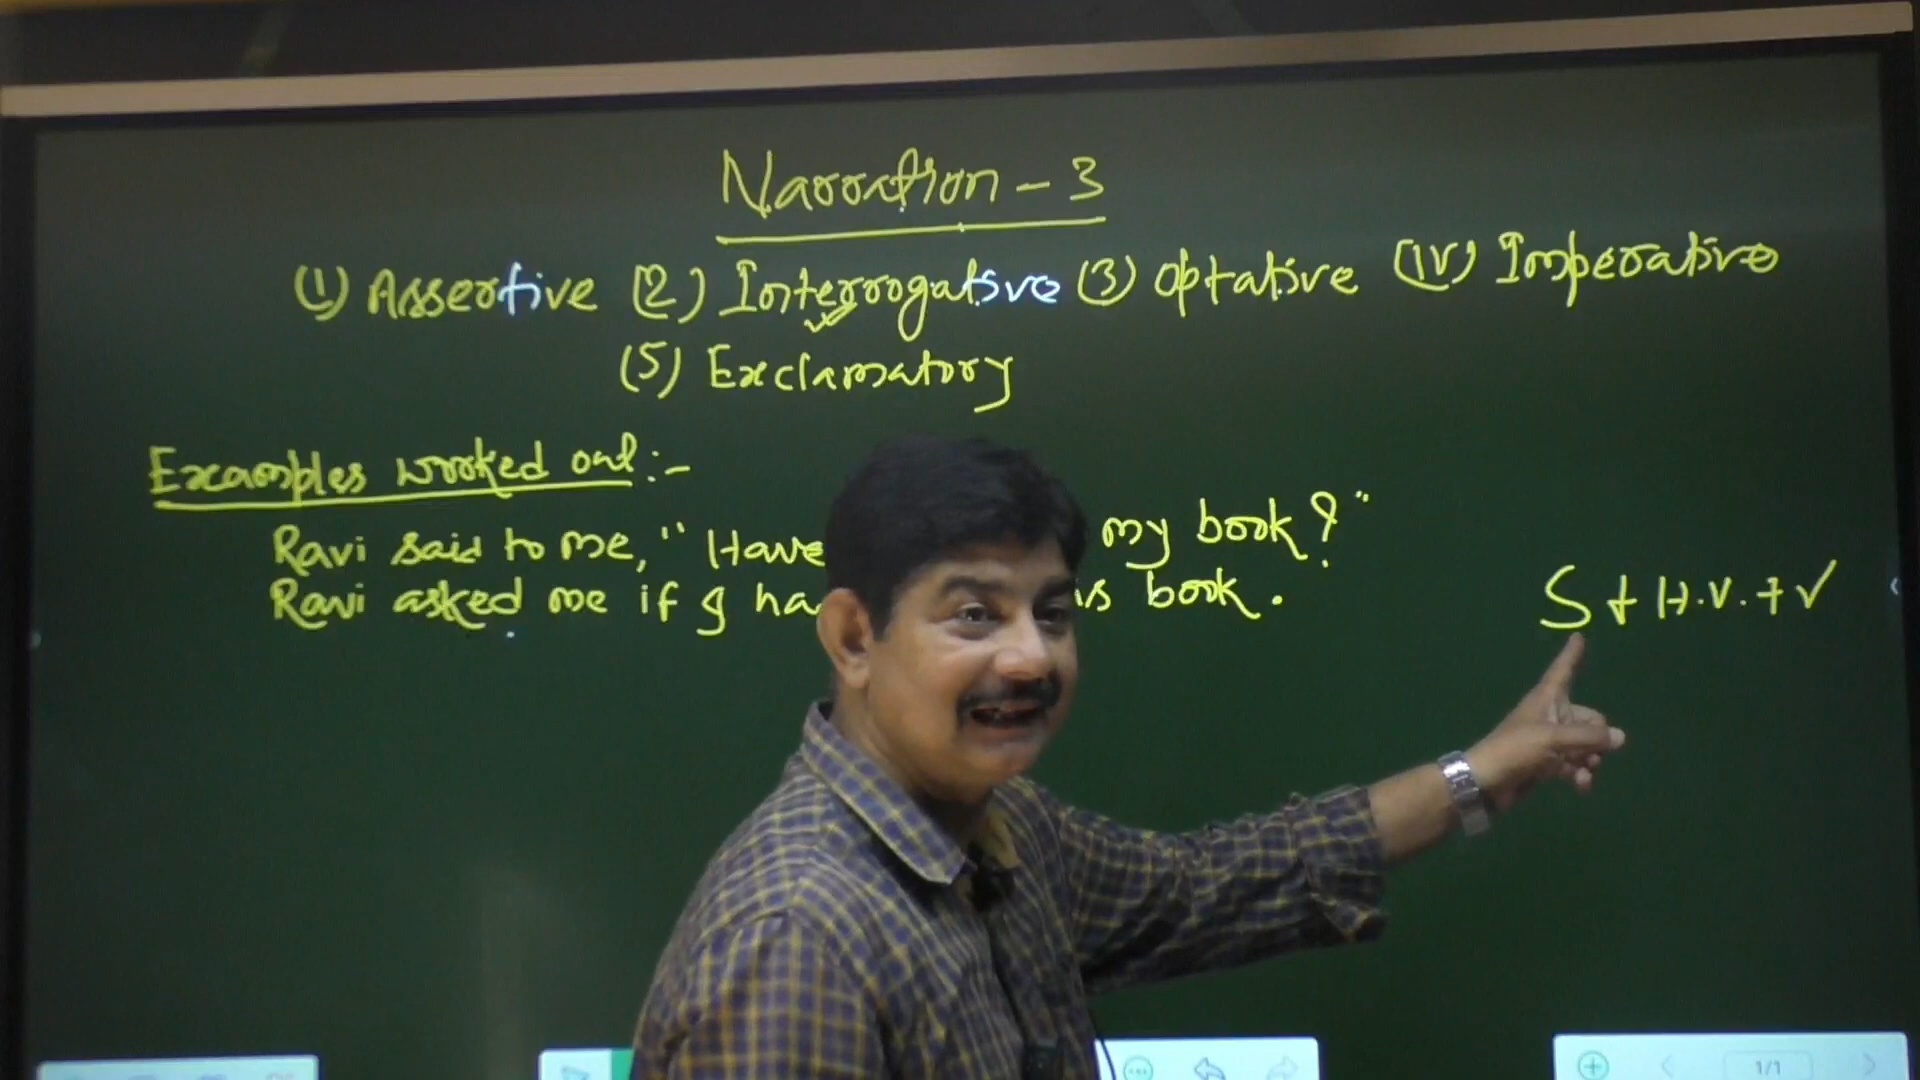 Narration - 3
(1) Assertive (2) Interrogative (3) Optative (IV) Imperative
(5) Exclamatory
Examples worked out :-
Ravi said to me, " Have my book ? "
Ravi asked me if I book .
S + H.V. + V
1/1